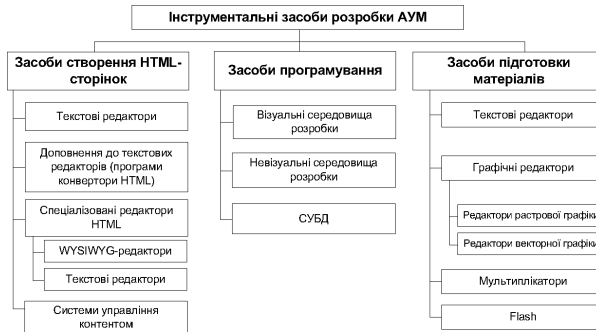 Інструментальні засоби розробки АУМ
Засоби створення HTML-
сторінок
Текстові редактори
Доповнення до текстових
редакторів (програми
конвертори HTML)
Спеціалізовані редактори
HTML
WYSIWYG-редактори
Текстові редактори
Системи управління
контентом
Засоби програмування
Візуальні середовища
розробки
Невізуальні середовища
розробки
СУБД
Засоби підготовки
матеріалів
Текстові редактори
Графічні редактори
Редактори растрової графіки
Редактори векторної графіки
Мультиплікатори
Flash